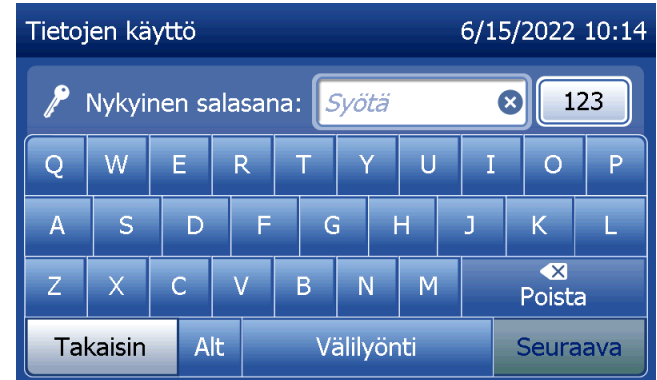 Tietojen käyttö 6/15/2022 10:14
Nykyinen salasana: Syötä 123
Q W E R T Y U I O P
A S D F G H J K L
Z X C V B N M Poista
Takaisin Alt Välilyönti Seuraava